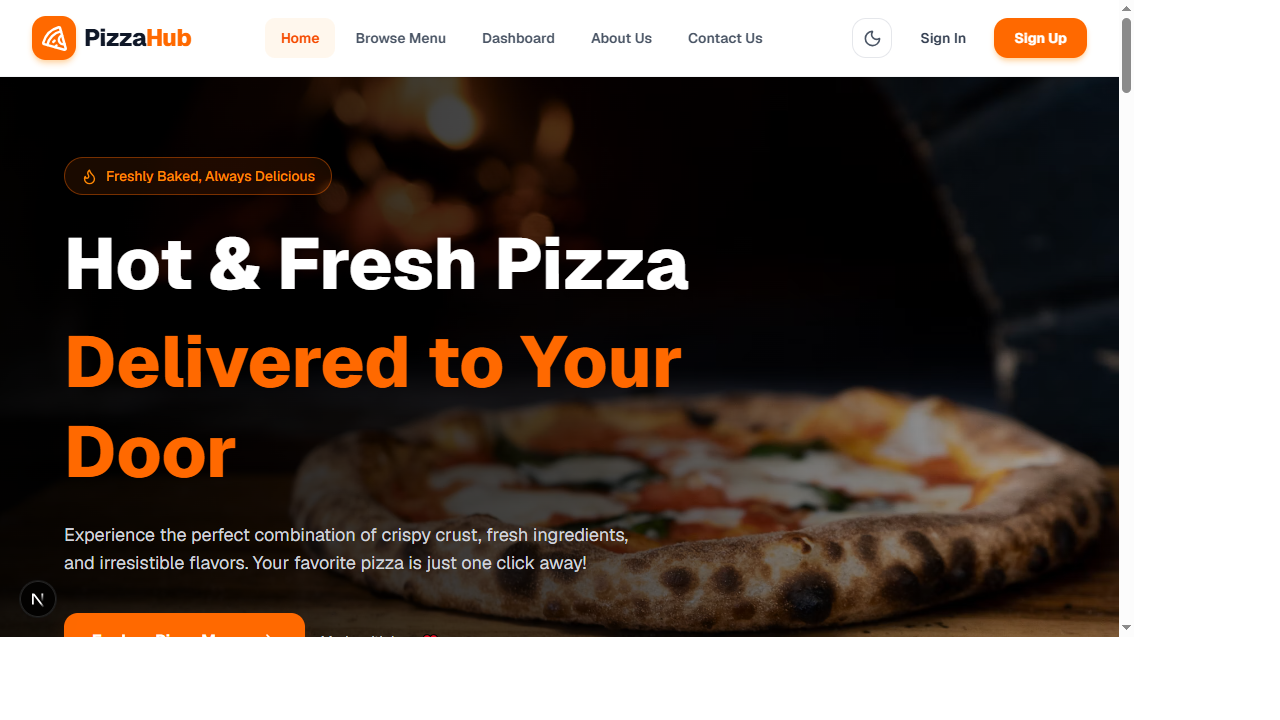 PizzaHub
Home
Browse Menu
Dashboard
About Us
Contact Us
Sign In
Sign Up
Freshly Baked, Always Delicious
Hot & Fresh Pizza
Delivered to Your
Door
Experience the perfect combination of crispy crust, fresh ingredients,
and irresistible flavors. Your favorite pizza is just one click away!
N